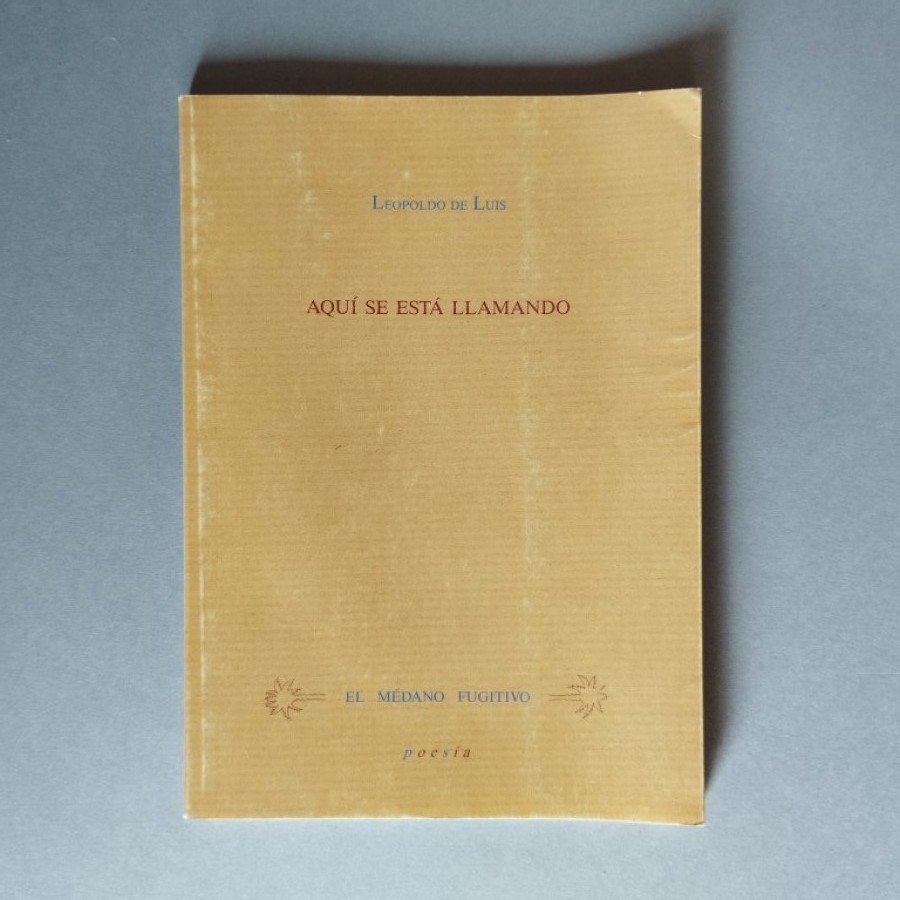 Leopoldo de Luis
AQUÍ SE ESTÁ LLAMANDO
EL MÉDANO FUGITIVO
poesía